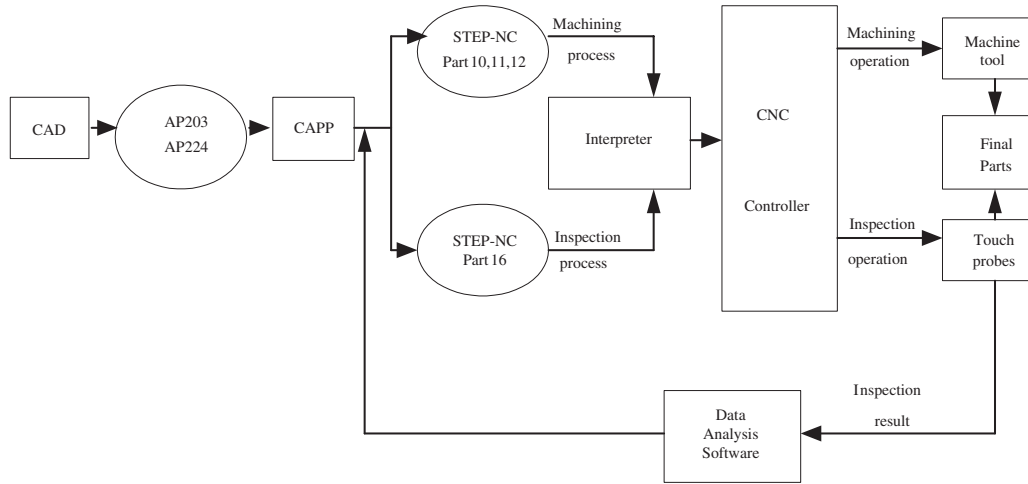 CAD
AP203
AP224
CAPP
STEP-NC
Part 10,11,12
Machining
process
STEP-NC
Part 16
Inspection
process
Interpreter
CNC
Controller
Machining
operation
Machine
tool
Final
Parts
Inspection
operation
Touch
probes
Inspection
result
Data
Analysis
Software